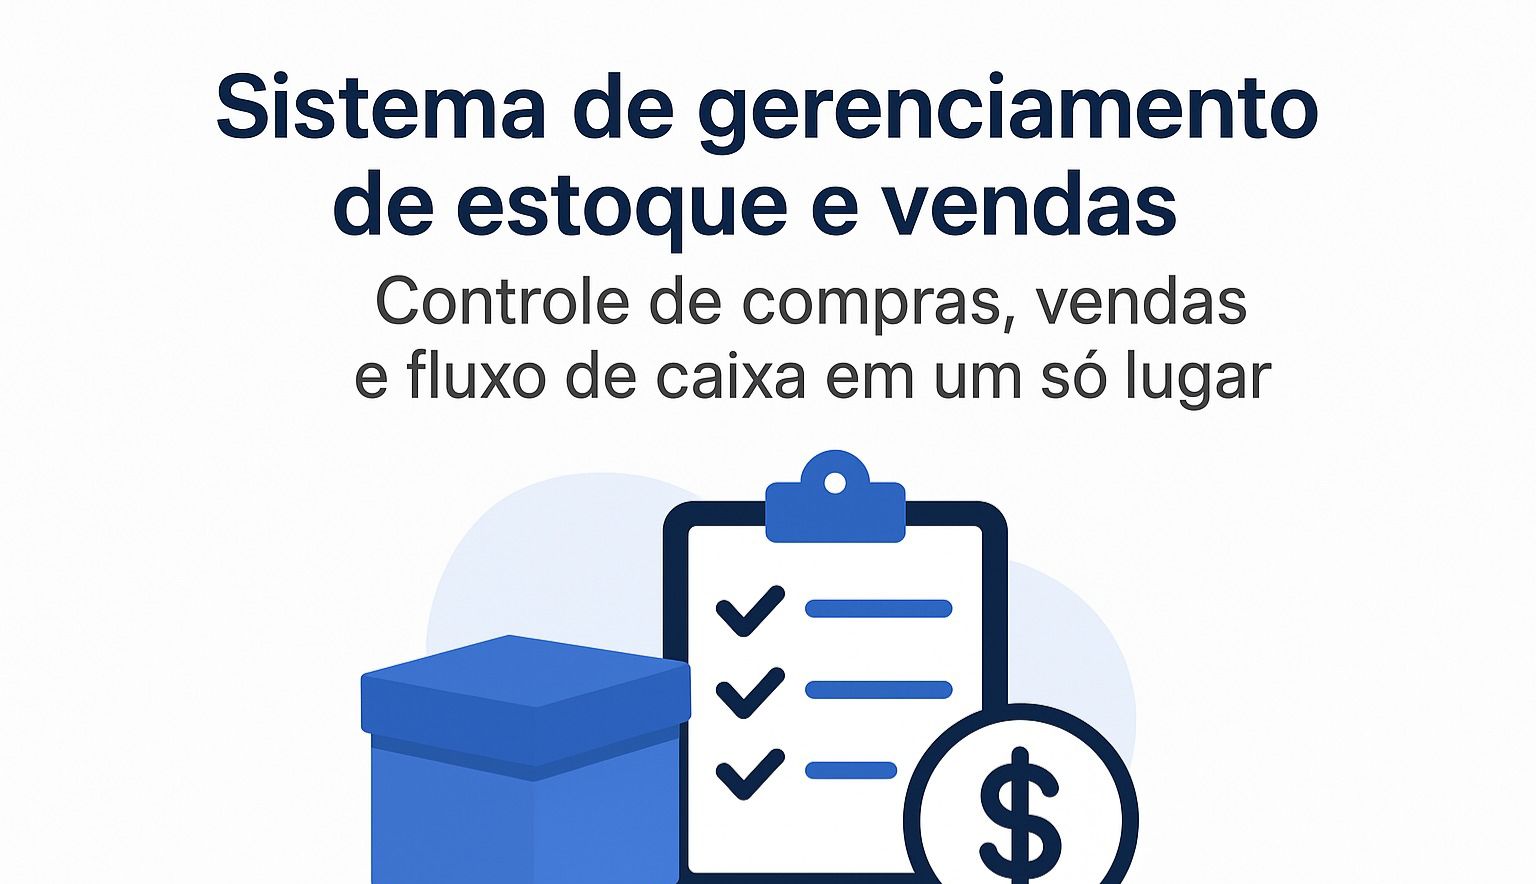 Sistema de gerenciamento
de estoque e vendas
Controle de compras, vendas
e fluxo de caixa em um só lugar
$